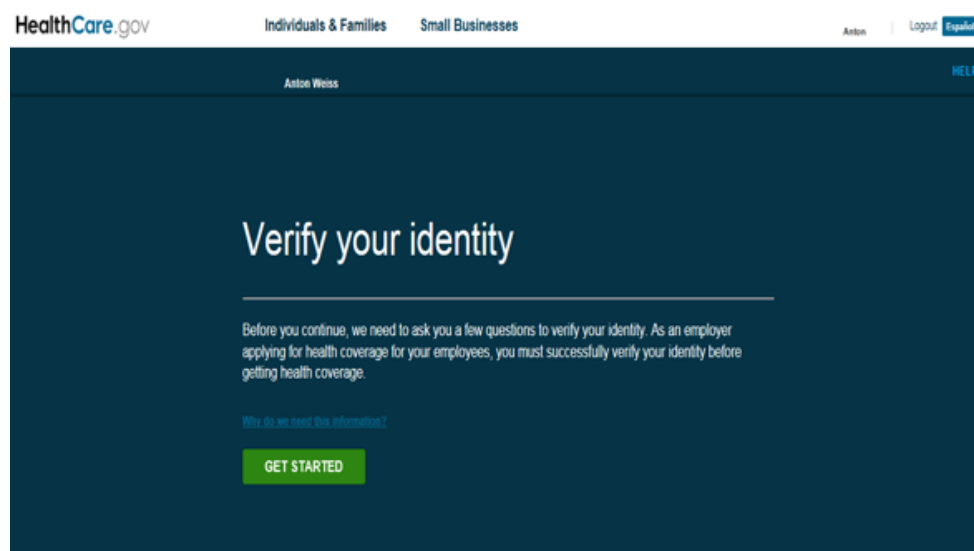 HealthCare.gov Individuals & Families Small Businesses Anton Logout Español
HELP
Anton Weiss
Verify your identity
Before you continue, we need to ask you a few questions to verify your identity. As an employer
applying for health coverage for your employees, you must successfully verify your identity before
getting health coverage.
Why do we need this information?
GET STARTED